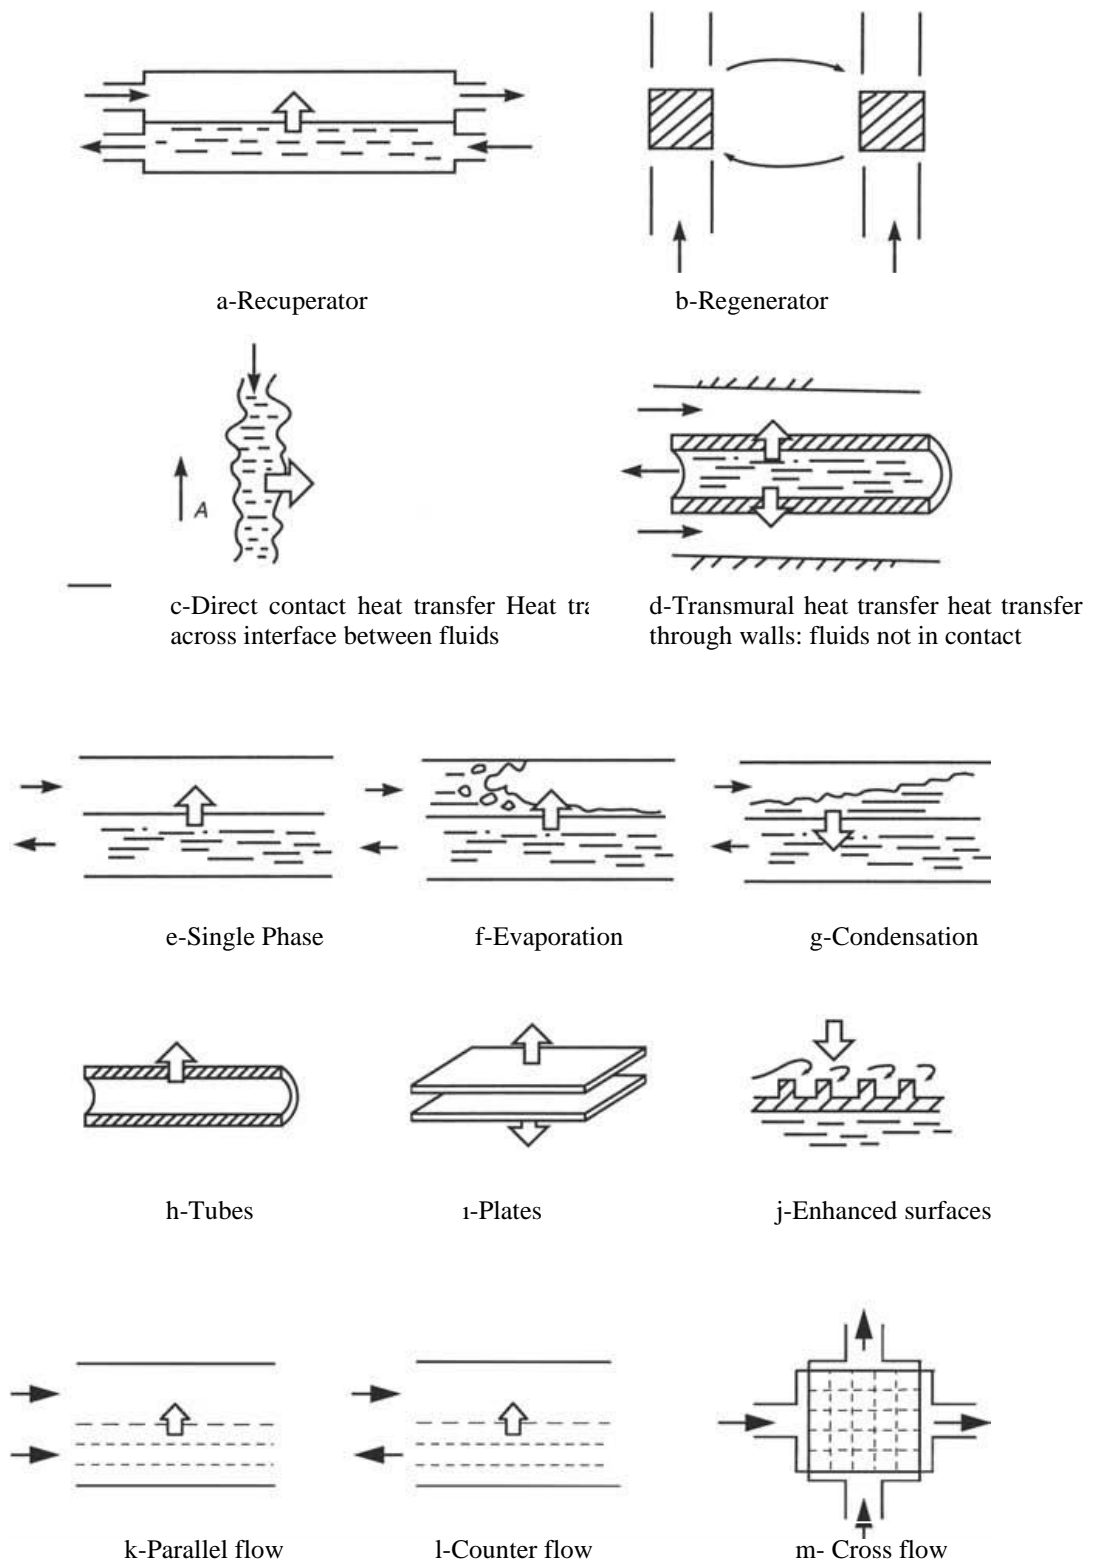 a-Recuperator
b-Regenerator
A
c-Direct contact heat transfer Heat
across interface between fluids
d-Transmural heat transfer heat transfer
through walls: fluids not in contact
e-Single Phase
f-Evaporation
g-Condensation
h-Tubes
ı-Plates
j-Enhanced surfaces
k-Parallel flow
l-Counter flow
m- Cross flow